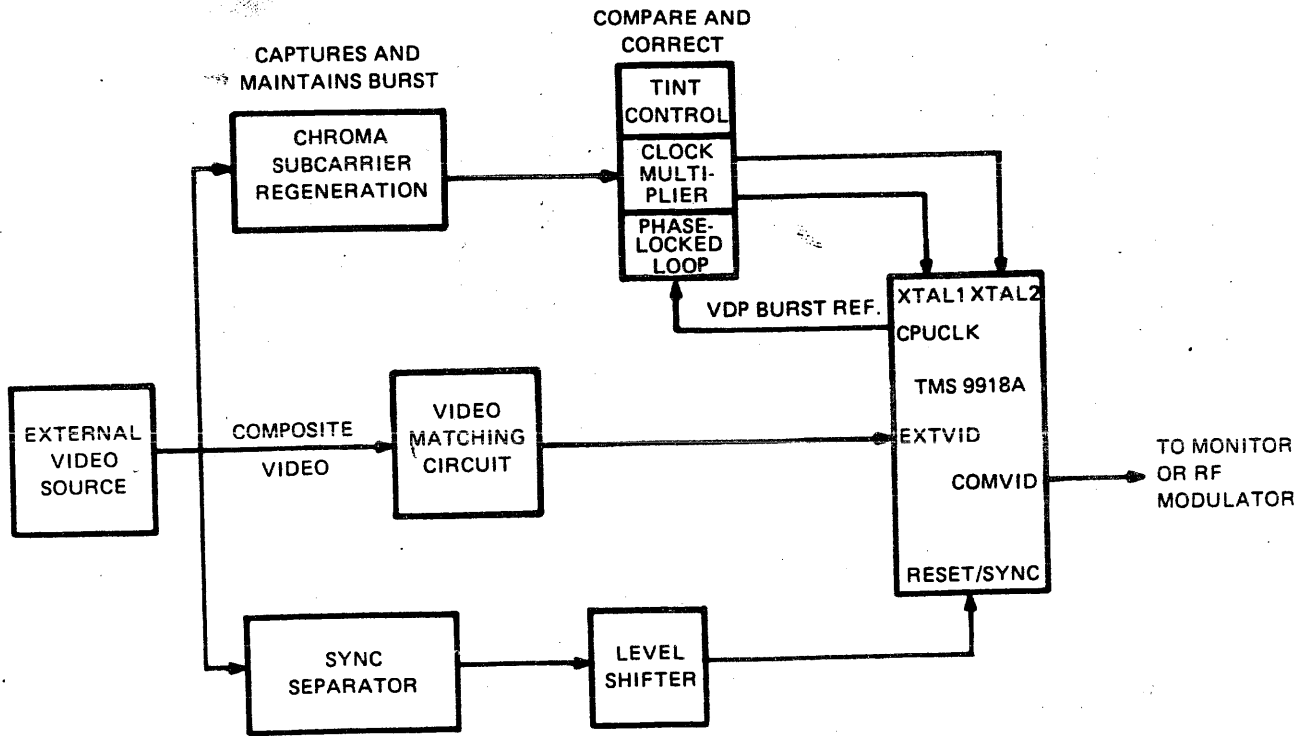 COMPARE AND
CORRECT
CAPTURES AND
MAINTAINS BURST
TINT
CONTROL
CHROMA
SUBCARRIER
REGENERATION
CLOCK
MULTI-
PLIER
PHASE-
LOCKED
LOOP
XTAL1 XTAL2
VDP BURST REF.
CPUCLK
TMS 9918A
EXTERNAL
VIDEO
SOURCE
COMPOSITE
VIDEO
VIDEO
MATCHING
CIRCUIT
EXTVID
COMVID
TO MONITOR
OR RF
MODULATOR
RESET/SYNC
SYNC
SEPARATOR
LEVEL
SHIFTER